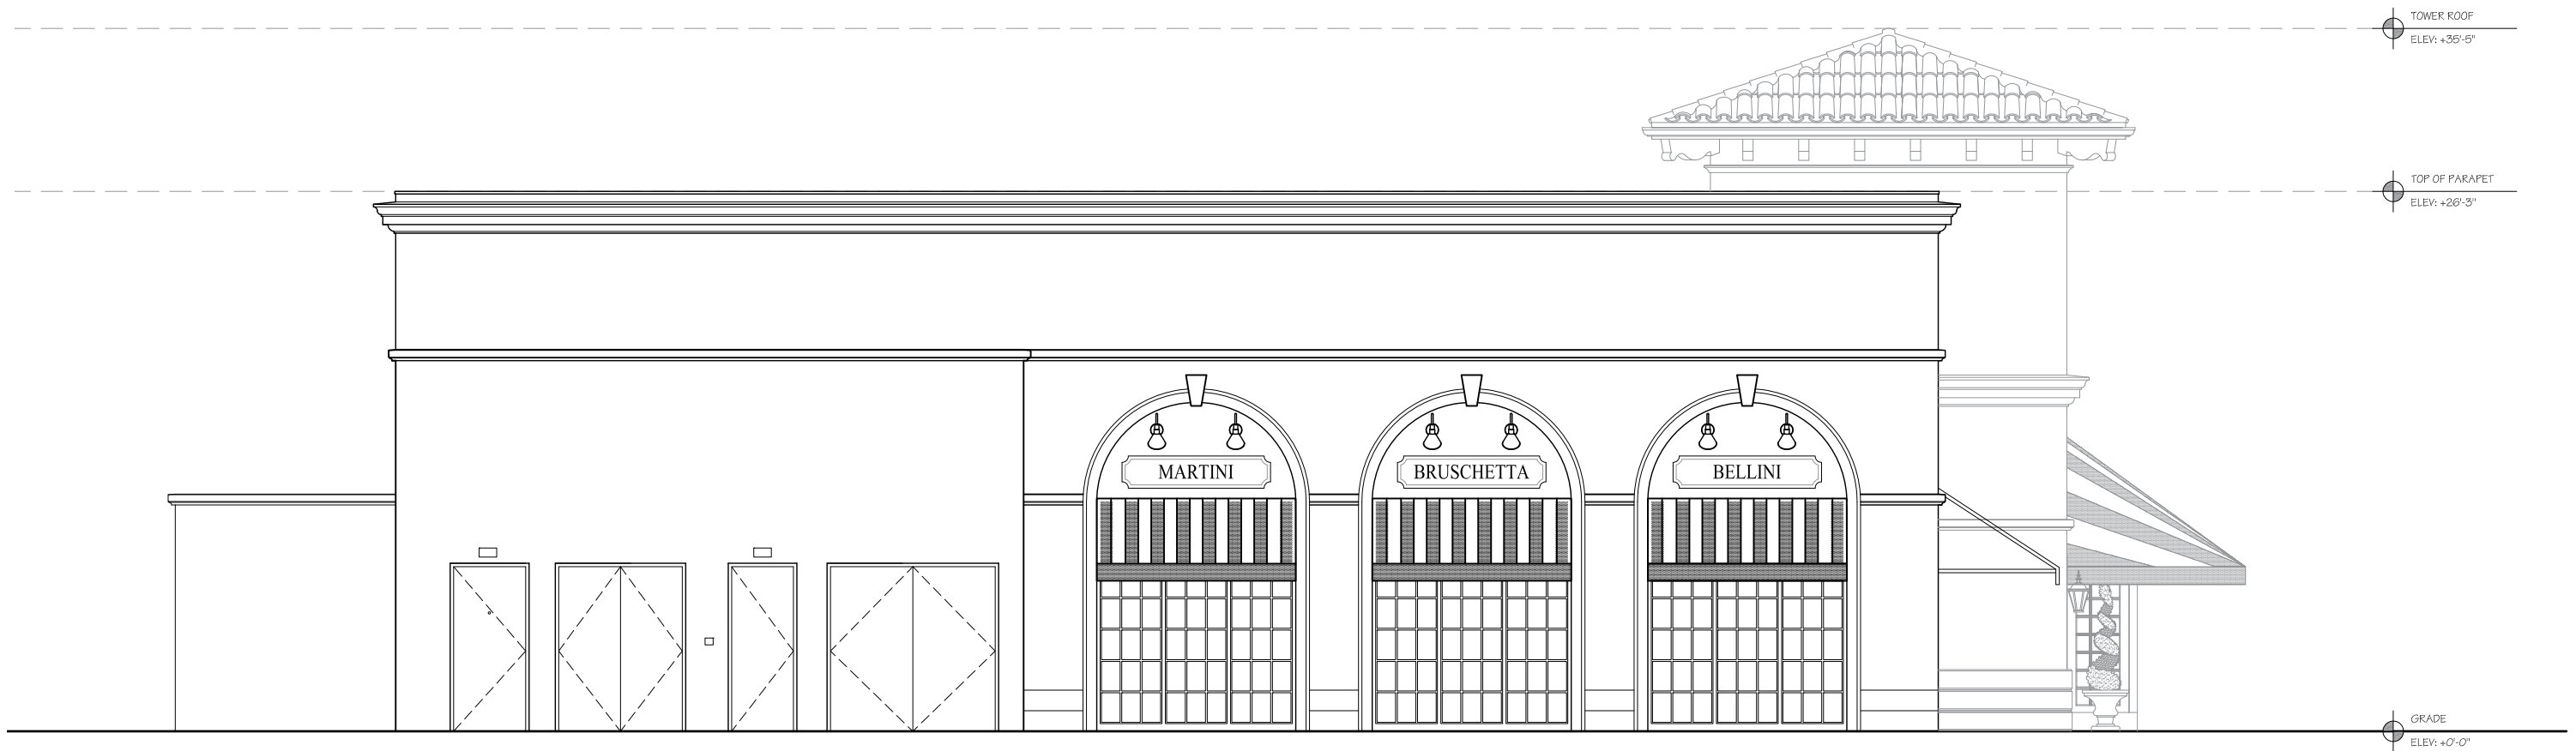 TOWER ROOF
ELEV: +35'-5"
TOP OF PARAPET
ELEV: +26'-3"
MARTINI
BRUSCHETTA
BELLINI
GRADE
ELEV: +0'-0"